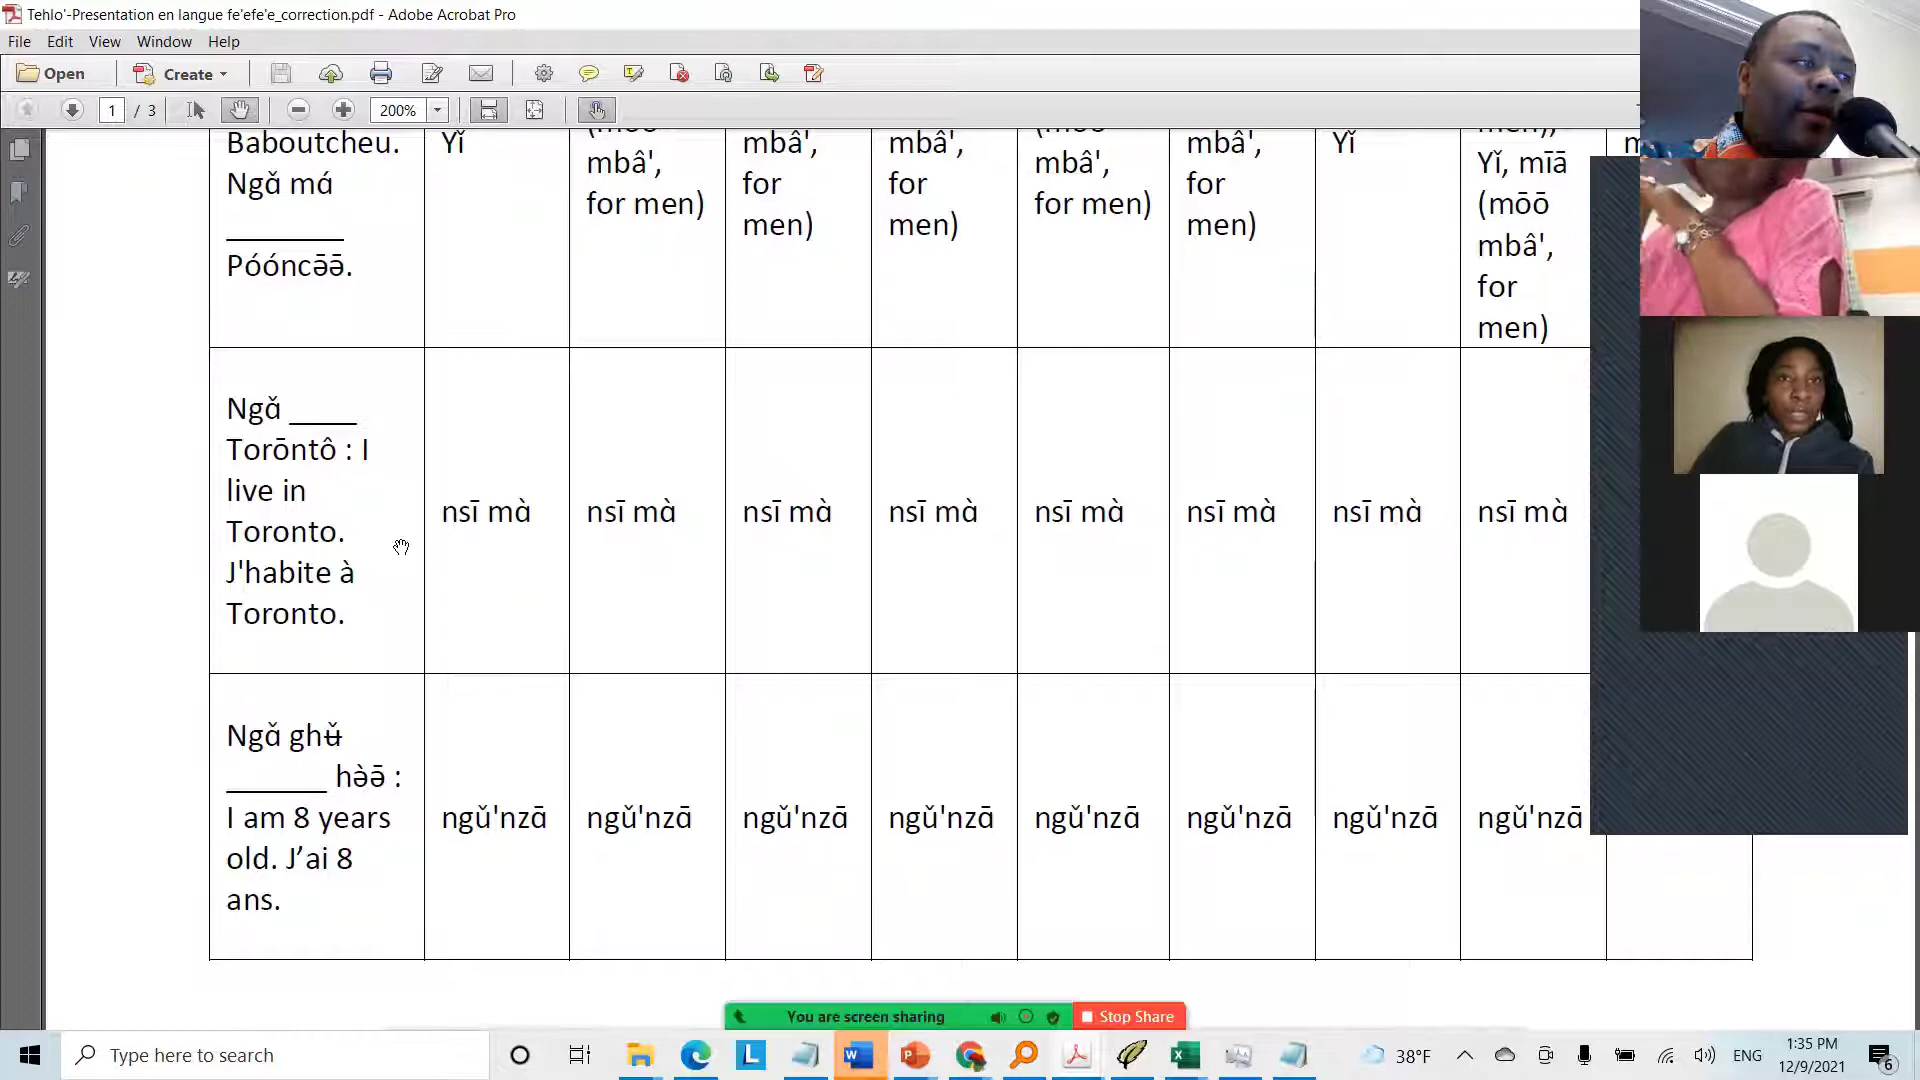 Tehlo'-Presentation en langue fe'efe'e_correction.pdf - Adobe Acrobat Pro
File Edit View Window Help
Open Create
1 / 3 200%
Baboutcheu.
Ngǎ má
_______
Póóncə̄ə̄.
Yǐ
mbâ',
for men)
mbâ',
for
men)
mbâ',
for
men)
mbâ',
for men)
mbâ',
for
men)
Yǐ
Yǐ, mīā
(mōō
mbâ',
for
men)
Ngǎ ____
Torōntô : I
live in
Toronto.
J'habite à
Toronto.
nsī mà
nsī mà
nsī mà
nsī mà
nsī mà
nsī mà
nsī mà
nsī mà
Ngǎ ghʉ̌
______ hə̀ə̄ :
I am 8 years
old. J’ai 8
ans.
ngǔ'nzā
ngǔ'nzā
ngǔ'nzā
ngǔ'nzā
ngǔ'nzā
ngǔ'nzā
ngǔ'nzā
ngǔ'nzā
You are screen sharing Stop Share
Type here to search
38°F
ENG
1:35 PM
12/9/2021
6